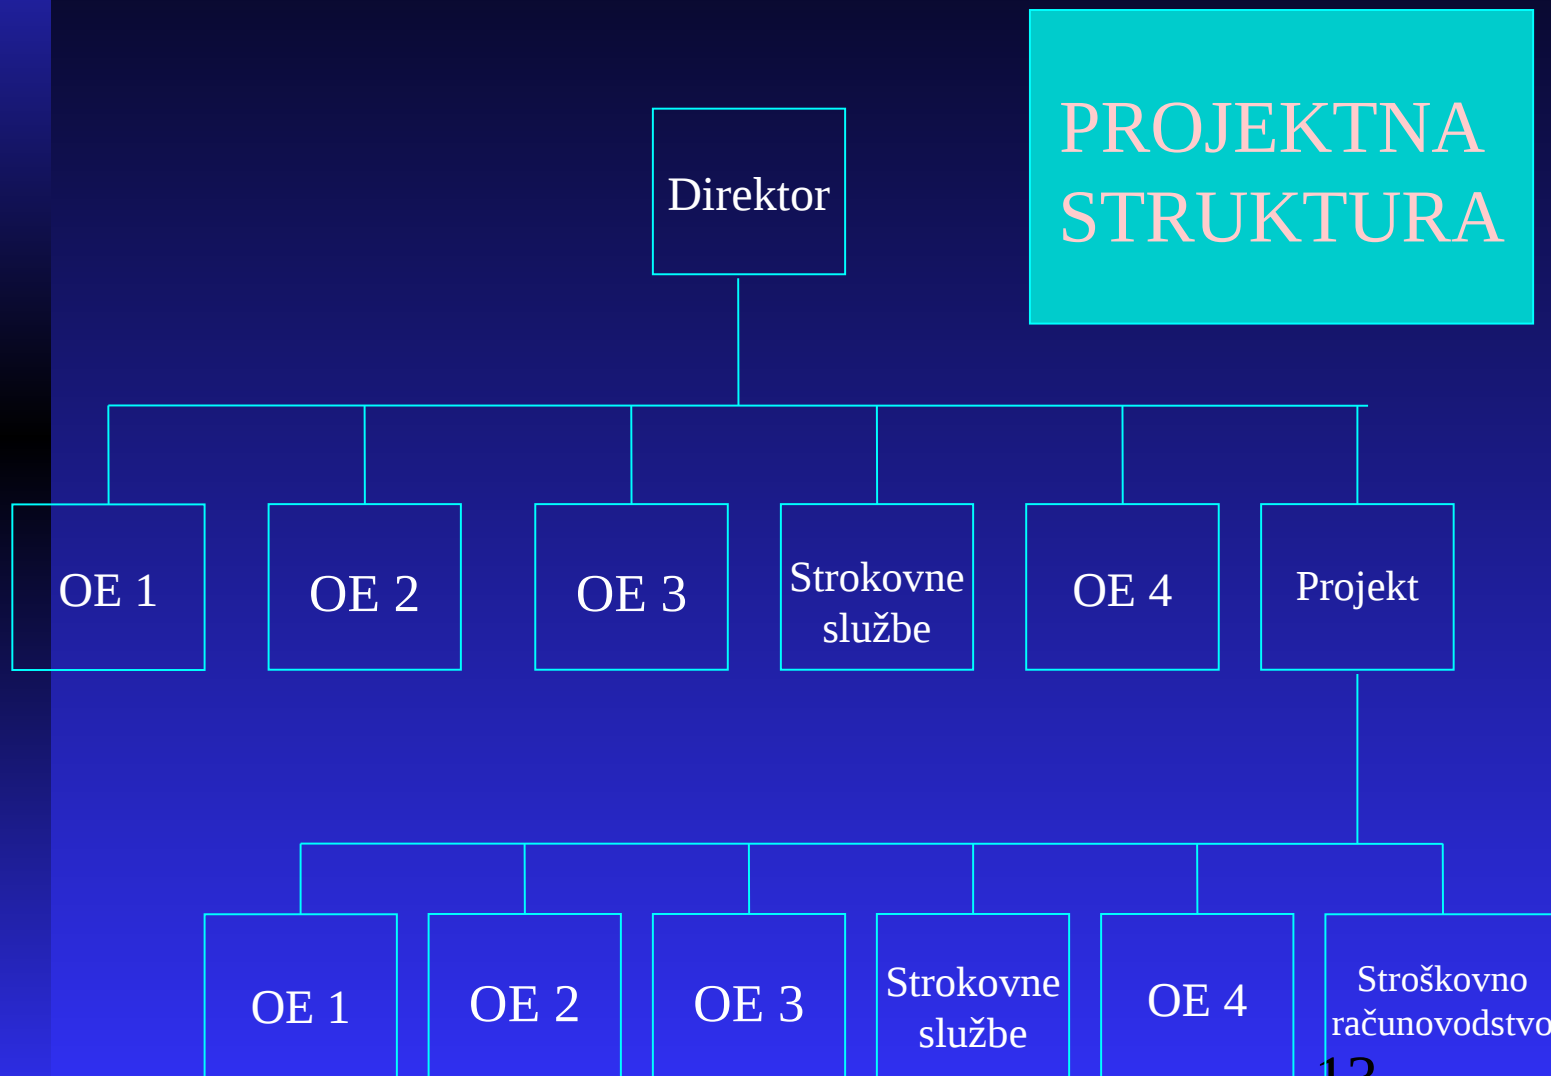 PROJEKTNA
STRUKTURA
Direktor
OE 1
OE 2
OE 3
Strokovne
službe
OE 4
Projekt
OE 1
OE 2
OE 3
Strokovne
službe
OE 4
Stroškovno
računovodstvo